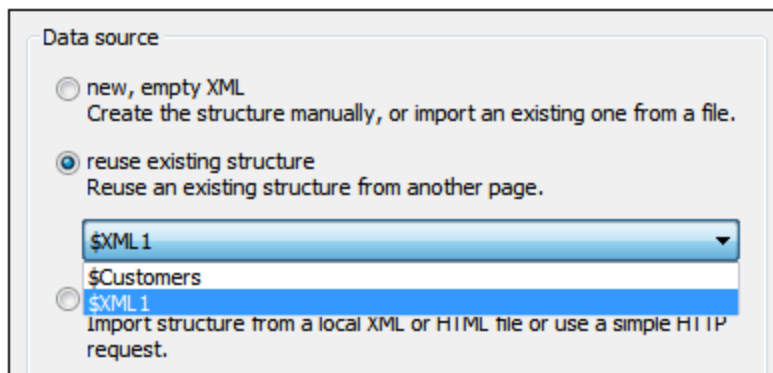 Data source
new, empty XML
Create the structure manually, or import an existing one from a file.
reuse existing structure
Reuse an existing structure from another page.
$XML1
$Customers
$XML1
Import structure from a local XML or HTML file or use a simple HTTP
request.